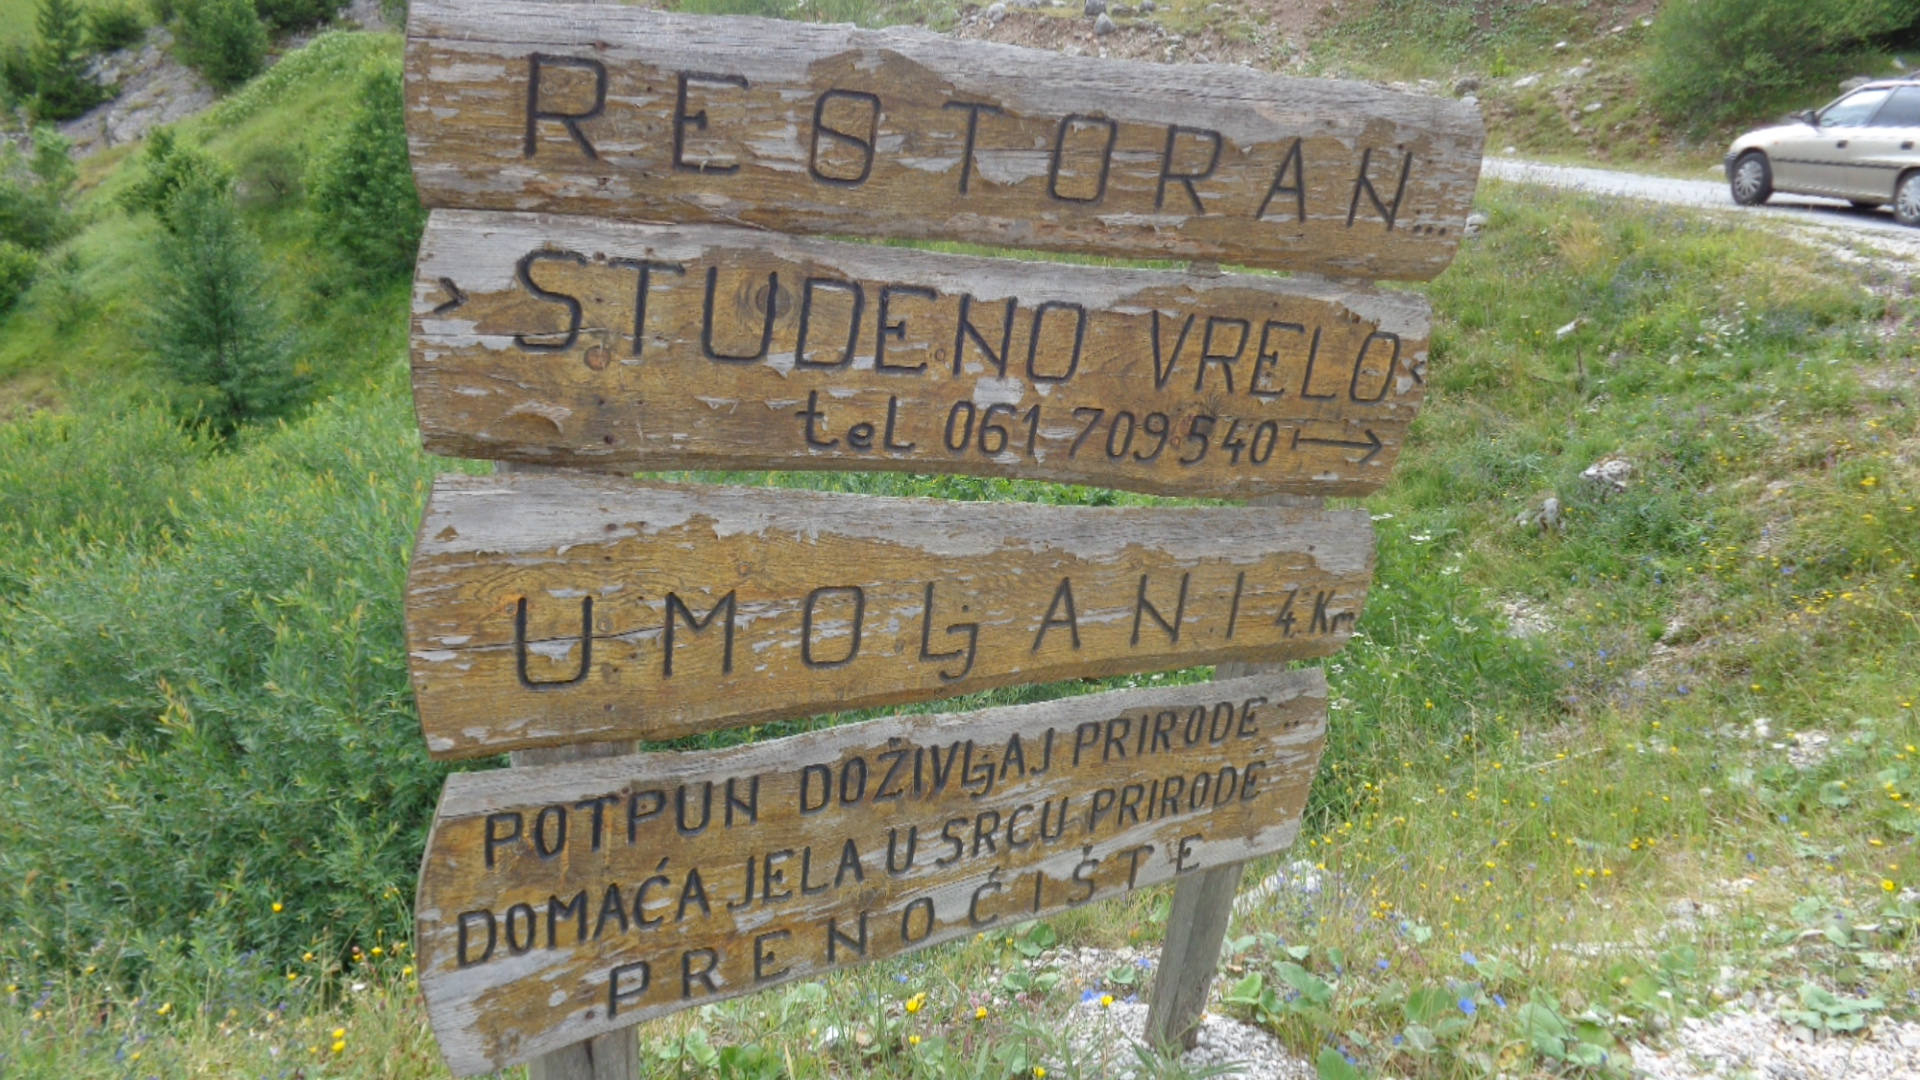 RESTORAN...
> STUDENO VRELO <
tel 061 709 540 →
UMOLjANI 4 Km
POTPUN DOŽIVLjAJ PRIRODE..
DOMAĆA JELA U SRCU PRIRODE
PRENOĆIŠTE